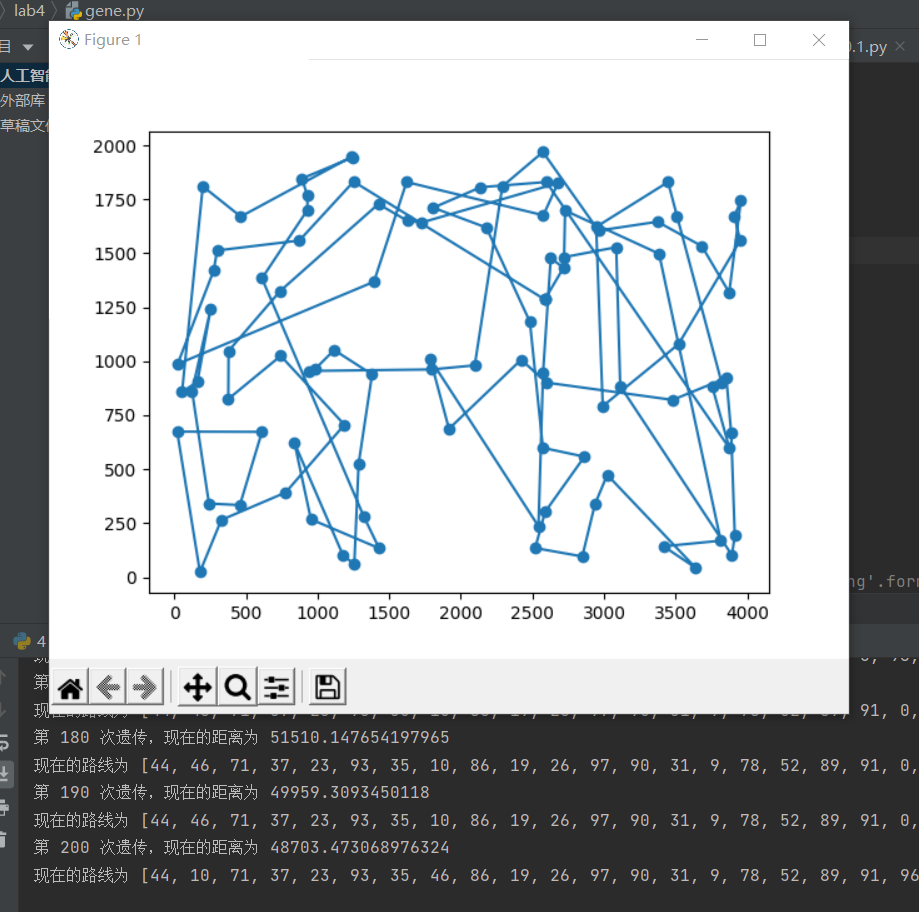 lab4 gene.py
Figure 1
目
0.1.py
人工智能
外部库
草稿文件
2000
1750
1500
1250
1000
750
500
250
0
0 500 1000 1500 2000 2500 3000 3500 4000
ng'.form
4
第
91, 0,
第 180 次遗传，现在的距离为 51510.147654197965
现在的路线为 [44, 46, 71, 37, 23, 93, 35, 10, 86, 19, 26, 97, 90, 31, 9, 78, 52, 89, 91, 0,
第 190 次遗传，现在的距离为 49959.3093450118
现在的路线为 [44, 46, 71, 37, 23, 93, 35, 10, 86, 19, 26, 97, 90, 31, 9, 78, 52, 89, 91, 0,
第 200 次遗传，现在的距离为 48703.473068976324
现在的路线为 [44, 10, 71, 37, 23, 93, 35, 46, 86, 19, 26, 97, 90, 31, 9, 78, 52, 89, 91, 96